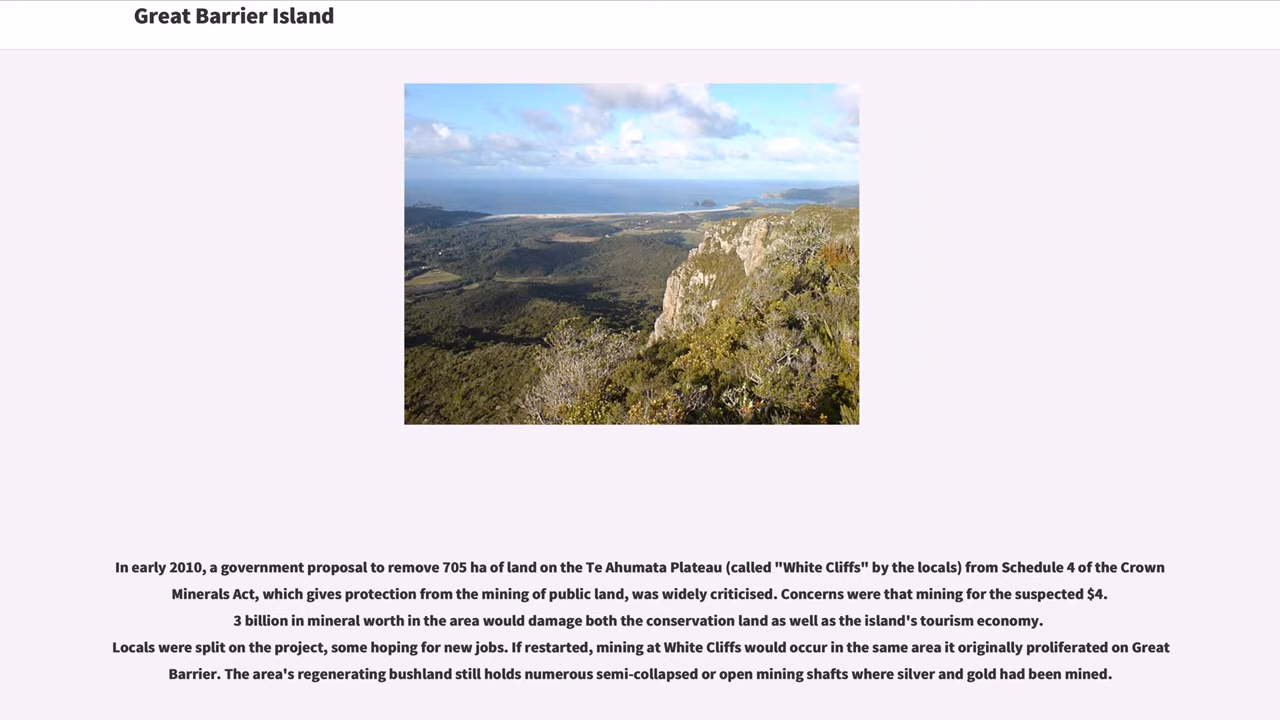 Great Barrier Island
In early 2010, a government proposal to remove 705 ha of land on the Te Ahumata Plateau (called "White Cliffs" by the locals) from Schedule 4 of the Crown
Minerals Act, which gives protection from the mining of public land, was widely criticised. Concerns were that mining for the suspected $4.
3 billion in mineral worth in the area would damage both the conservation land as well as the island's tourism economy.
Locals were split on the project, some hoping for new jobs. If restarted, mining at White Cliffs would occur in the same area it originally proliferated on Great
Barrier. The area's regenerating bushland still holds numerous semi-collapsed or open mining shafts where silver and gold had been mined.